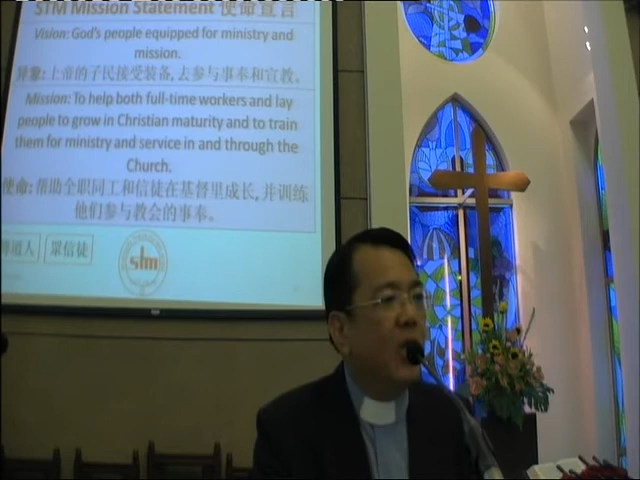 STM Mission Statement 使命宣言
Vision: God's people equipped for ministry and
mission.
异象: 上帝的子民接受装备, 去参与事奉和宣教。
Mission: To help both full-time workers and lay
people to grow in Christian maturity and to train
them for ministry and service in and through the
Church.
使命: 帮助全职同工和信徒在基督里成长, 并训练
他们参与教会的事奉。
道人 眾信徒
stm